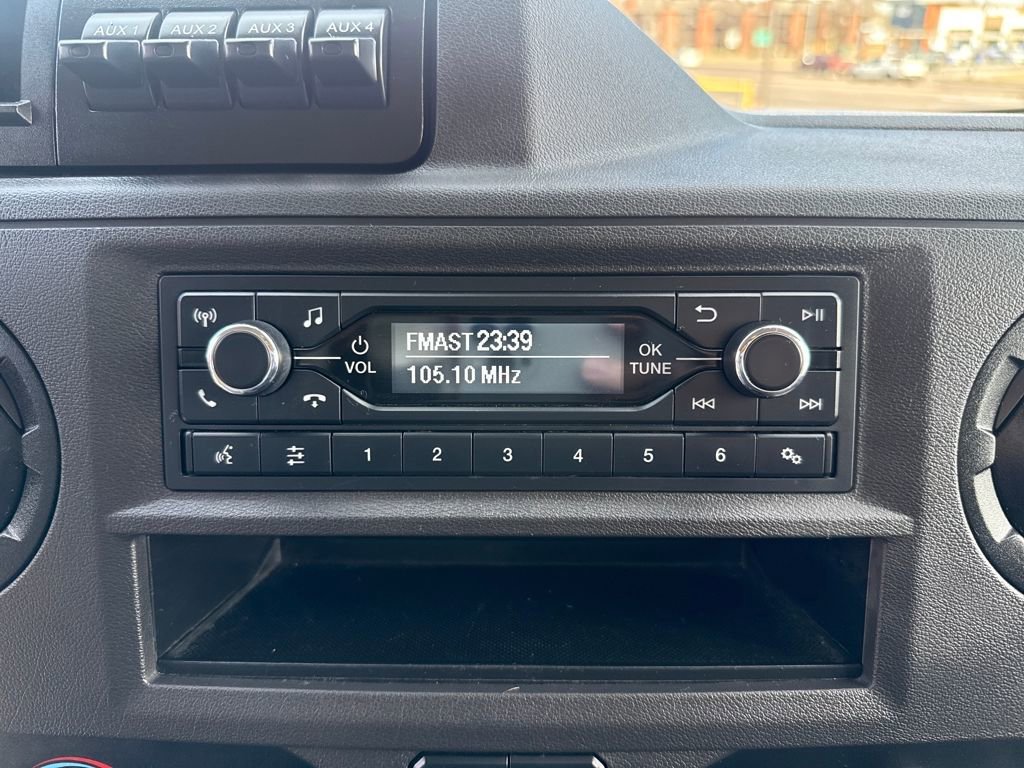 AUX 1 AUX 2 AUX 3 AUX 4
FMAST 23:39
105.10 MHz
VOL
OK
TUNE
1 2 3 4 5 6